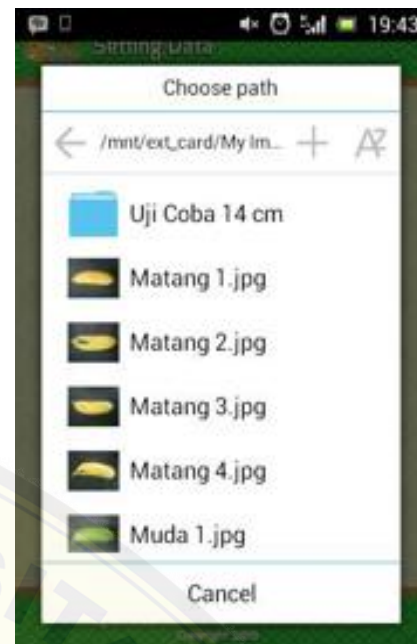 19:43
Setting Data
Choose path
/mnt/ext_card/My Im...
AZ
Uji Coba 14 cm
Matang 1.jpg
Matang 2.jpg
Matang 3.jpg
Matang 4.jpg
Muda 1.jpg
Cancel